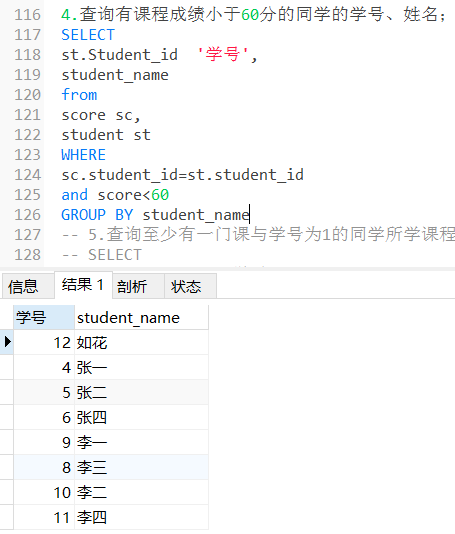 116 4.查询有课程成绩小于60分的同学的学号、姓名;
117 SELECT
118 st.Student_id '学号',
119 student_name
120 from
121 score sc,
122 student st
123 WHERE
124 sc.student_id=st.student_id
125 and score<60
126 GROUP BY student_name
127 -- 5.查询至少有一门课与学号为1的同学所学课程
128 -- SELECT
信息 结果 1 剖析 状态
学号 student_name
12 如花
4 张一
5 张二
6 张四
9 李一
8 李三
10 李二
11 李四